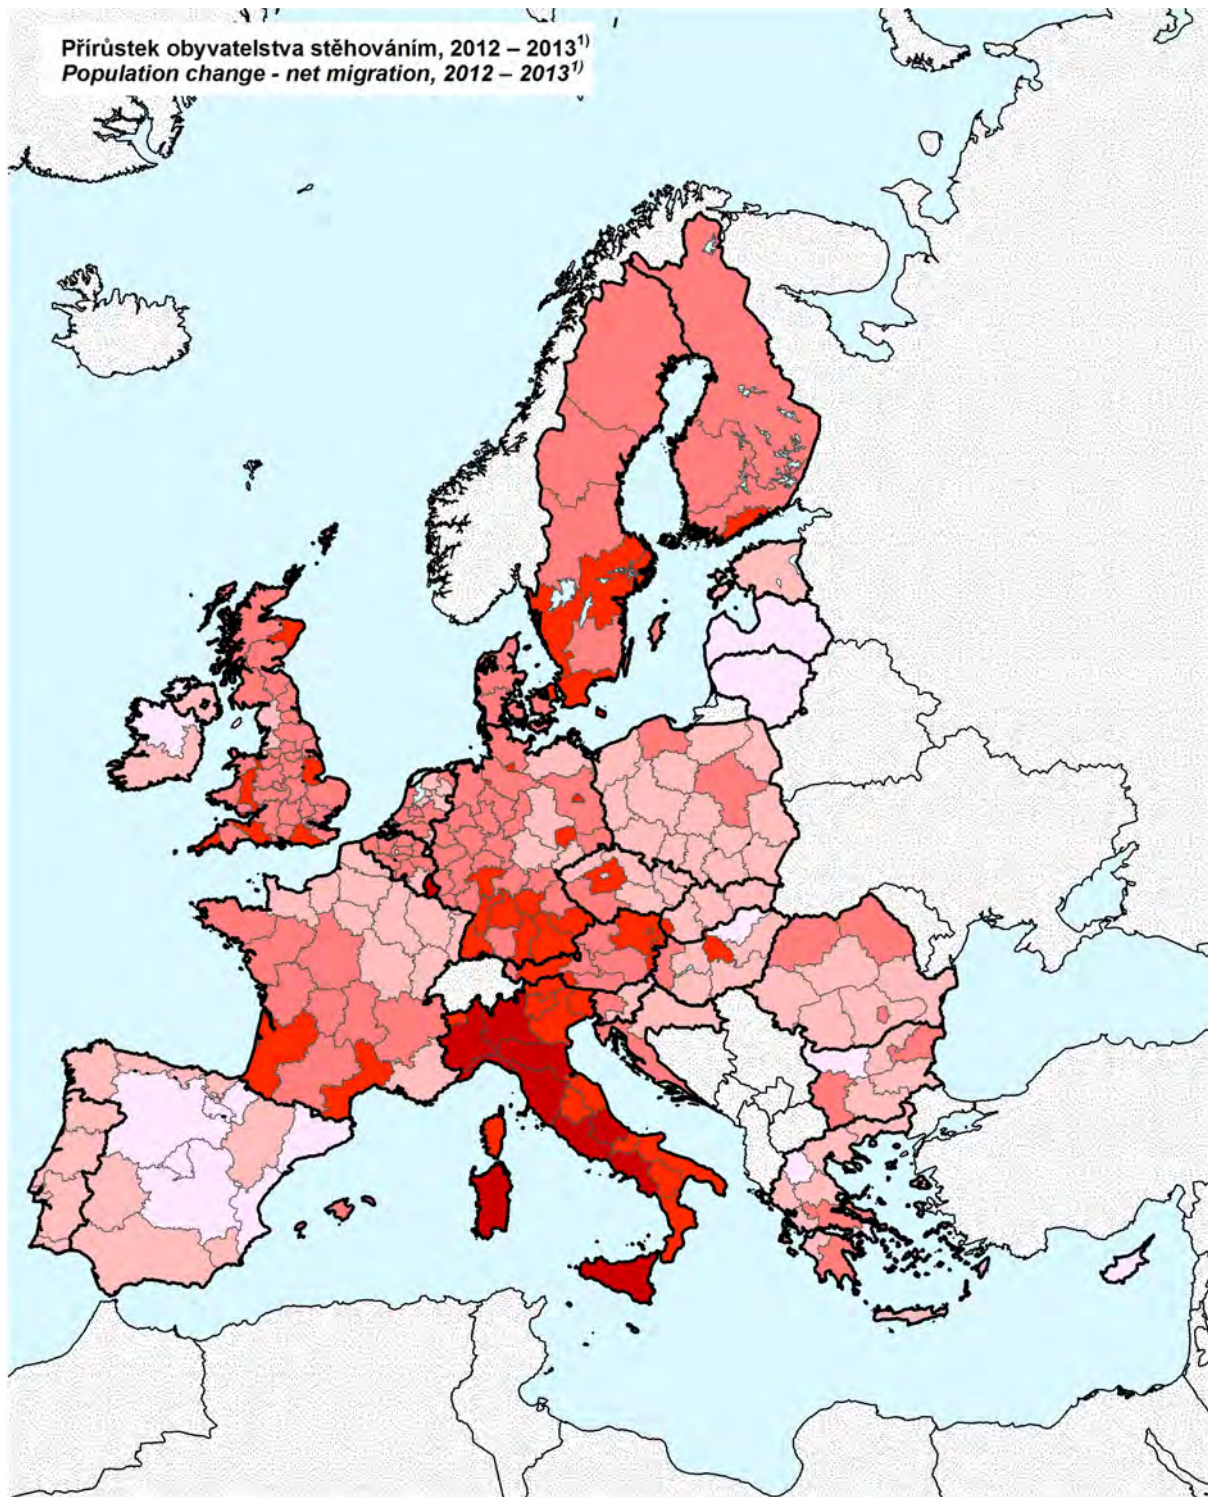 Přírůstek obyvatelstva stěhováním, 2012 – 2013¹⁾
Population change - net migration, 2012 – 2013¹⁾